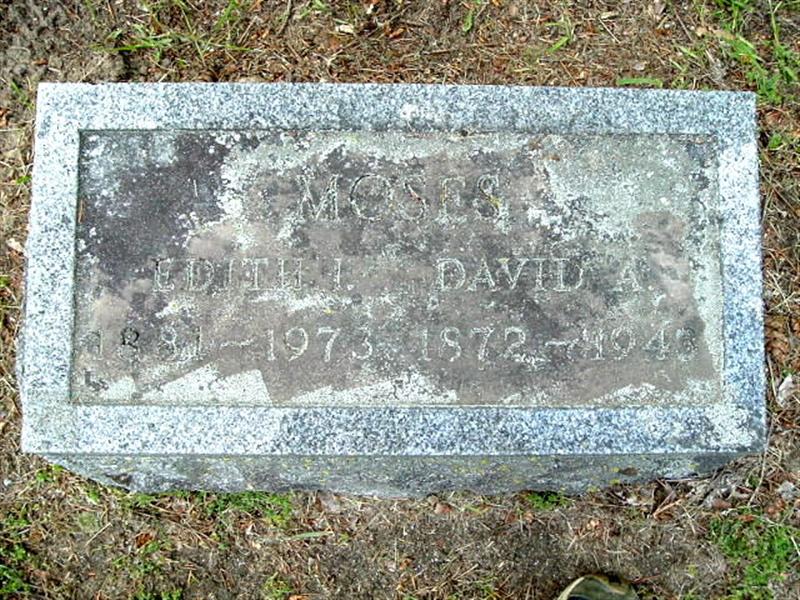 MOSES
EDITH I. DAVID A.
1881~1973 1872~